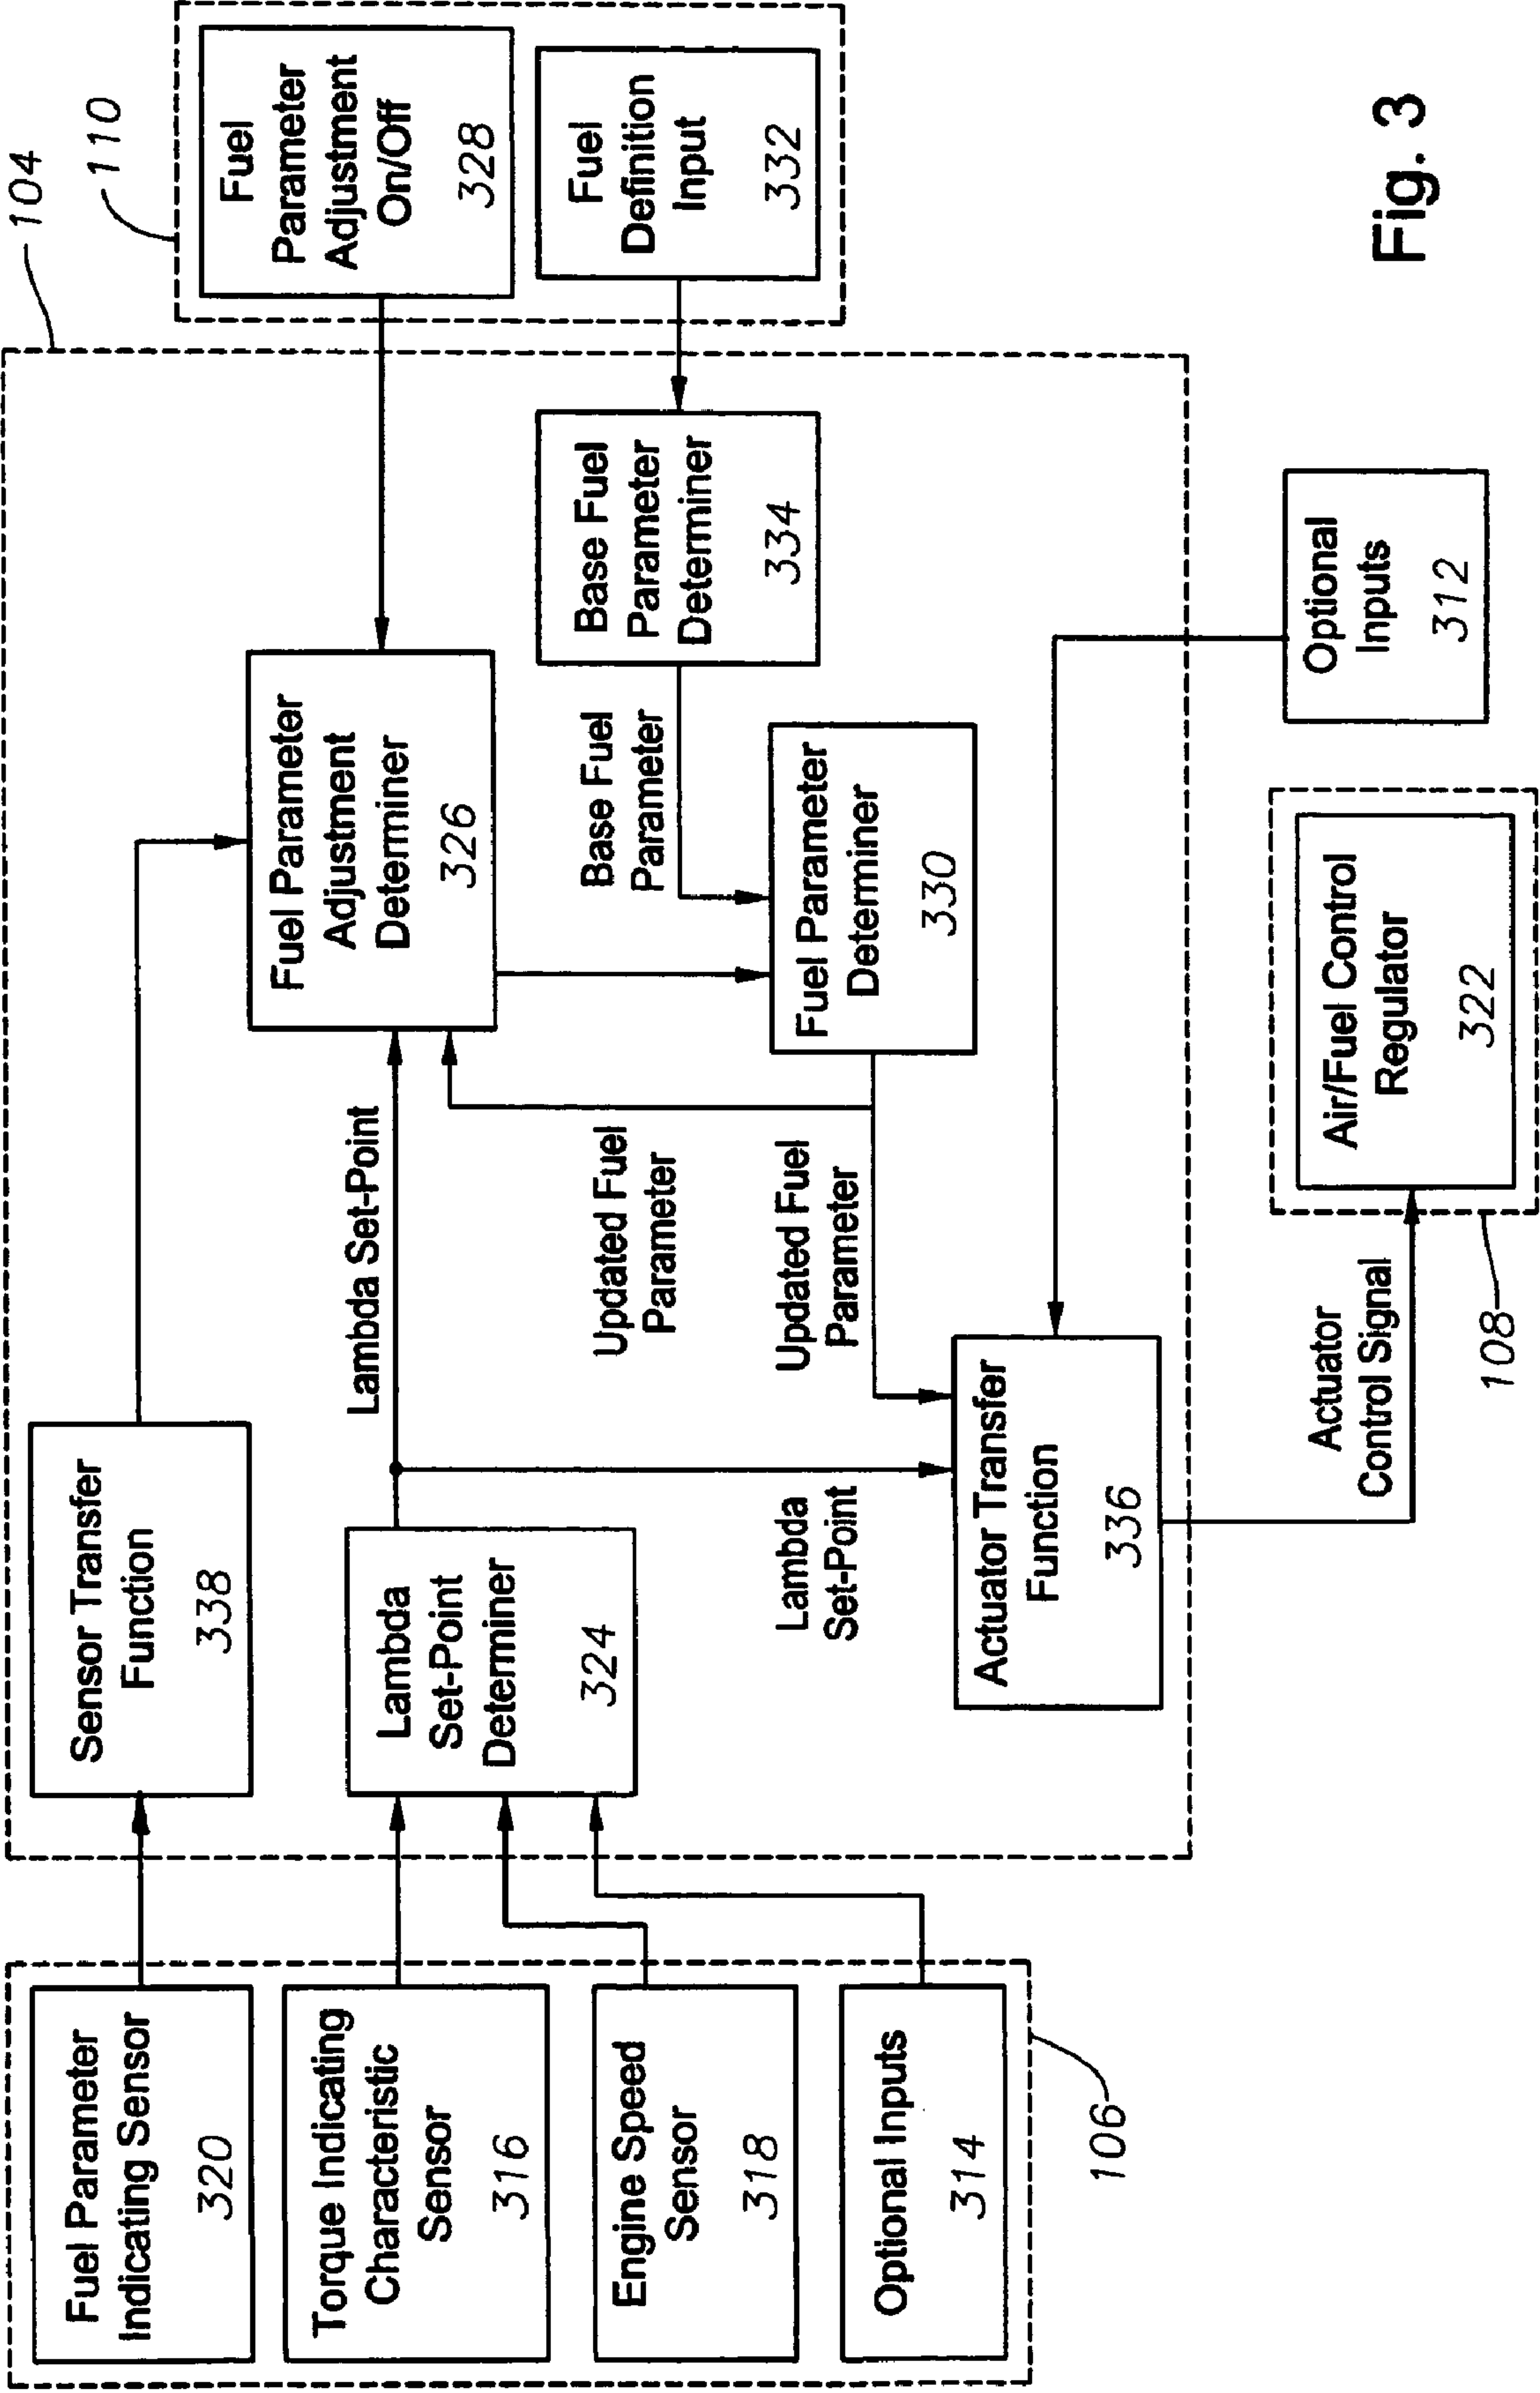 104
110
Fuel Parameter
Indicating Sensor
320
Torque Indicating
Characteristic
Sensor
316
Engine Speed
Sensor
318
Optional Inputs
314
106
Sensor Transfer
Function
338
Lambda
Set-Point
Determiner
324
Lambda Set-Point
Lambda
Set-Point
Updated Fuel
Parameter
Updated Fuel
Parameter
Actuator Transfer
Function
336
Fuel Parameter
Adjustment
Determiner
326
Base Fuel
Parameter
Fuel Parameter
Determiner
330
Base Fuel
Parameter
Determiner
334
Fuel
Parameter
Adjustment
On/Off
328
Fuel
Definition
Input
332
Actuator
Control Signal
108
Air/Fuel Control
Regulator
322
Optional
Inputs
312
Fig. 3